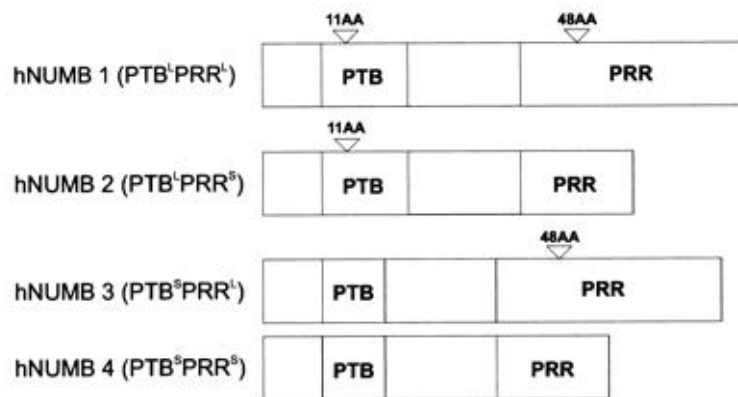 11AA 48AA
hNUMB 1 (PTBᴸPRRᴸ) PTB PRR
11AA
hNUMB 2 (PTBᴸPRRˢ) PTB PRR
48AA
hNUMB 3 (PTBˢPRRᴸ) PTB PRR
hNUMB 4 (PTBˢPRRˢ) PTB PRR